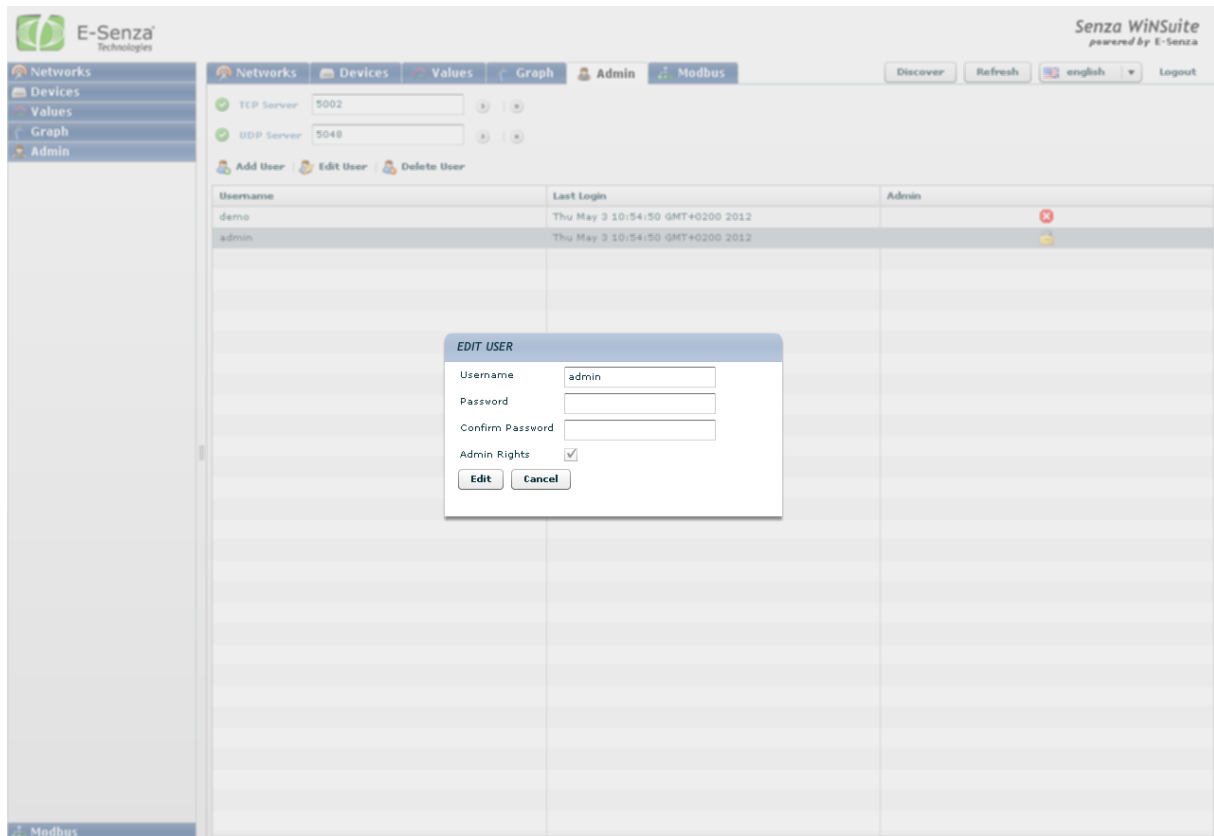 E-Senza
Technologies
Senza WiNSuite
powered by E-Senza
Networks
Devices
Values
Graph
Admin
Networks Devices Values Graph Admin Modbus
Discover Refresh english Logout
TCP Server 5002
UDP Server 5048
Add User Edit User Delete User
Username Last Login Admin
demo Thu May 3 10:54:50 GMT+0200 2012
admin Thu May 3 10:54:50 GMT+0200 2012
EDIT USER
Username admin
Password
Confirm Password
Admin Rights
Edit Cancel
Modbus